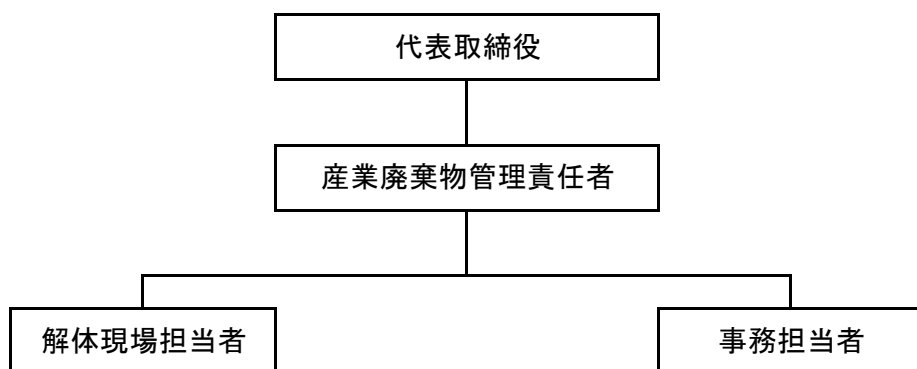 代表取締役
産業廃棄物管理責任者
解体現場担当者
事務担当者